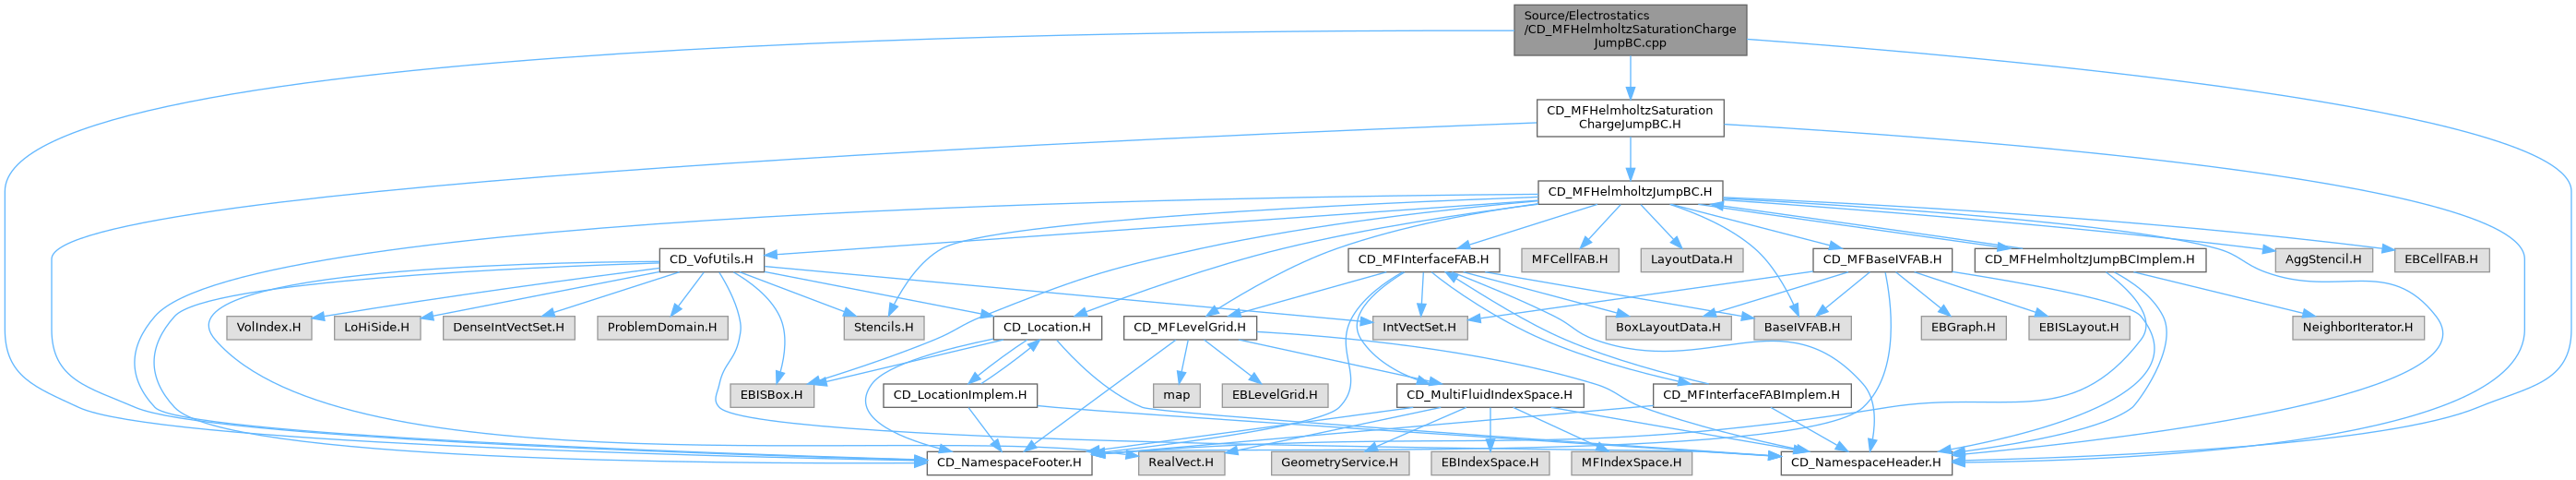 Source/Electrostatics
/CD_MFHelmholtzSaturationCharge
JumpBC.cpp
CD_MFHelmholtzSaturation
ChargeJumpBC.H
CD_MFHelmholtzJumpBC.H
CD_VofUtils.H
CD_MFInterfaceFAB.H
MFCellFAB.H
LayoutData.H
CD_MFBaseIVFAB.H
CD_MFHelmholtzJumpBCImplem.H
AggStencil.H
EBCellFAB.H
VolIndex.H
LoHiSide.H
DenseIntVectSet.H
ProblemDomain.H
Stencils.H
CD_Location.H
CD_MFLevelGrid.H
IntVectSet.H
BoxLayoutData.H
BaseIVFAB.H
EBGraph.H
EBISLayout.H
NeighborIterator.H
EBISBox.H
CD_LocationImplem.H
map
EBLevelGrid.H
CD_MultiFluidIndexSpace.H
CD_MFInterfaceFABImplem.H
CD_NamespaceFooter.H
RealVect.H
GeometryService.H
EBIndexSpace.H
MFIndexSpace.H
CD_NamespaceHeader.H